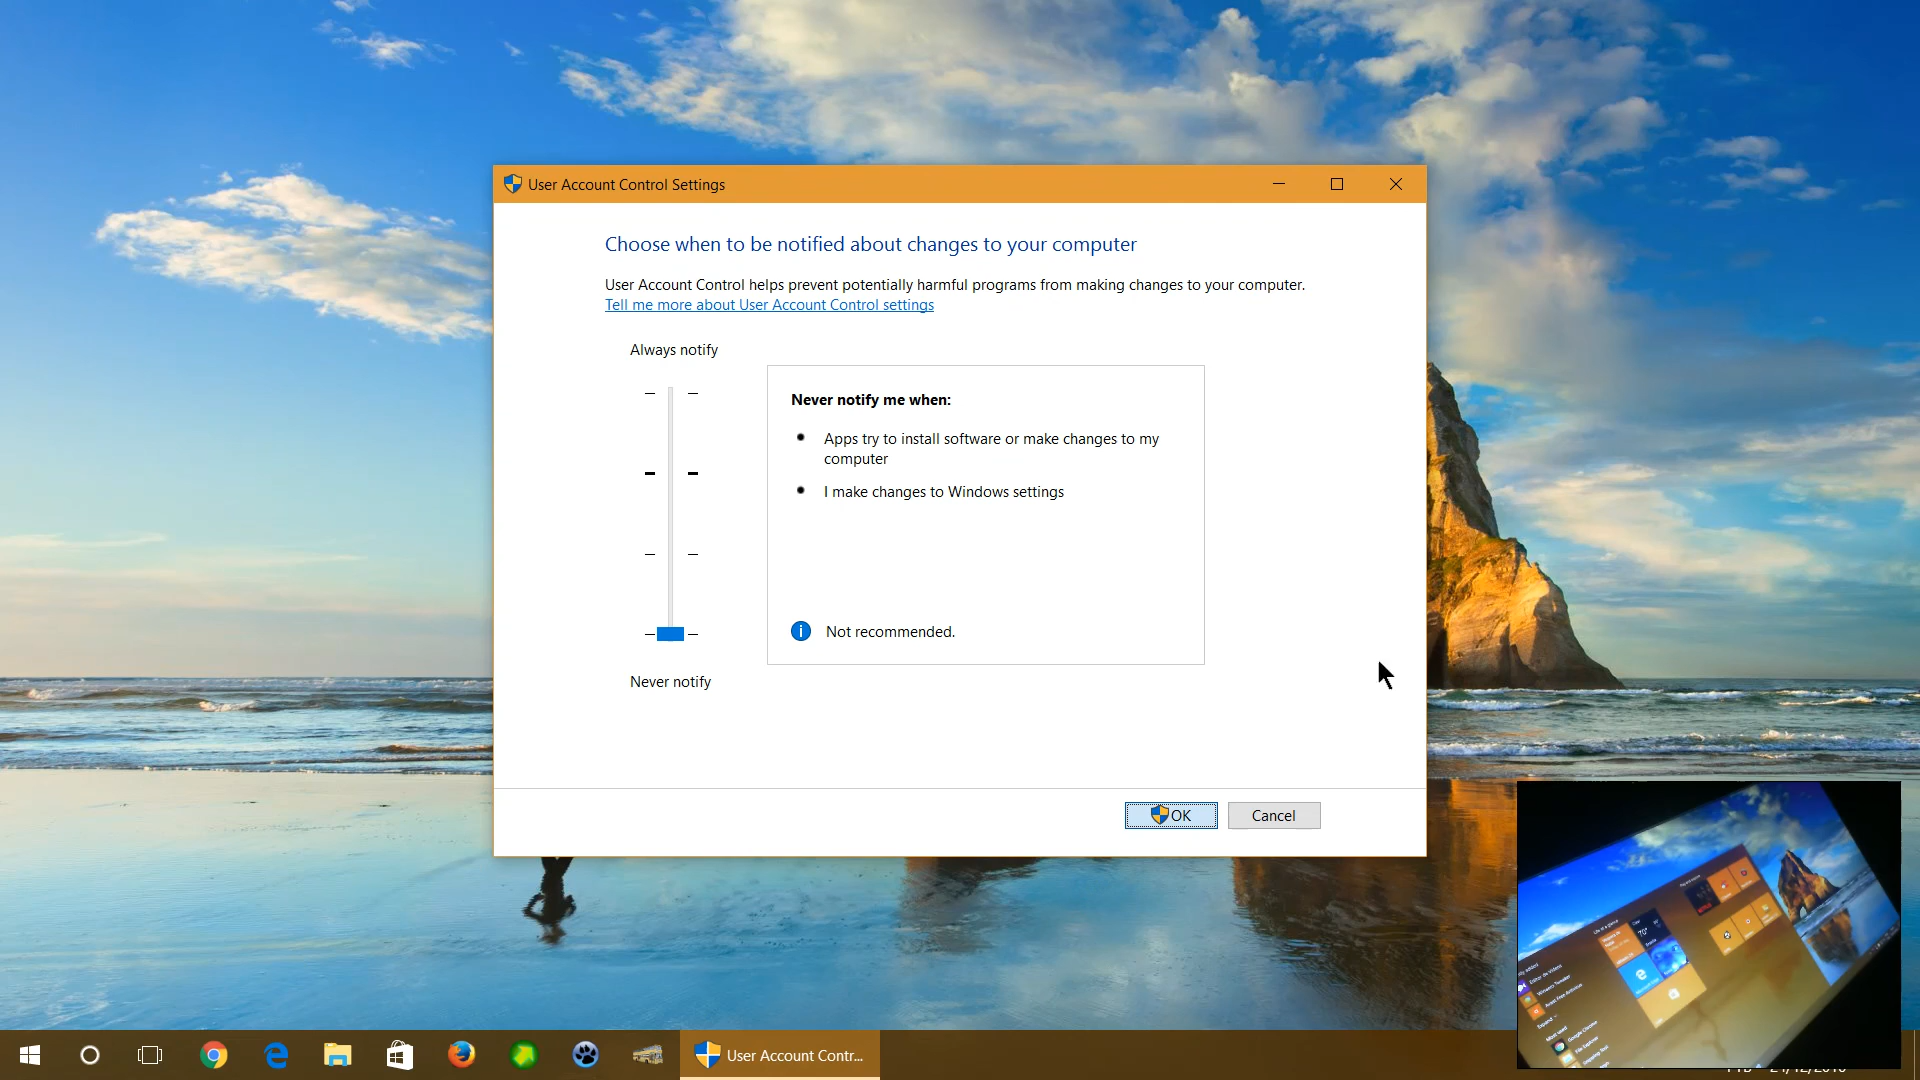 User Account Control Settings
Choose when to be notified about changes to your computer
User Account Control helps prevent potentially harmful programs from making changes to your computer.
Tell me more about User Account Control settings
Always notify
Never notify me when:
Apps try to install software or make changes to my
computer
I make changes to Windows settings
Not recommended.
Never notify
OK
Cancel
User Account Contr...